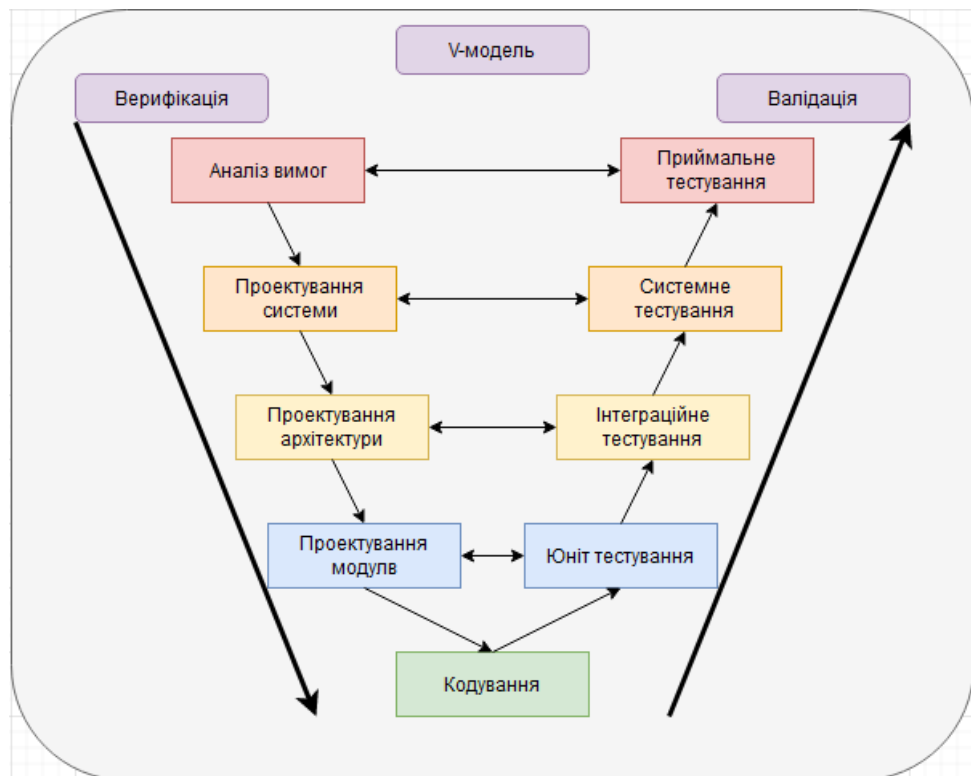 V-модель
Верифікація
Валідація
Аналіз вимог
Приймальне
тестування
Проектування
системи
Системне
тестування
Проектування
архітектури
Інтеграційне
тестування
Проектування
модулв
Юніт тестування
Кодування